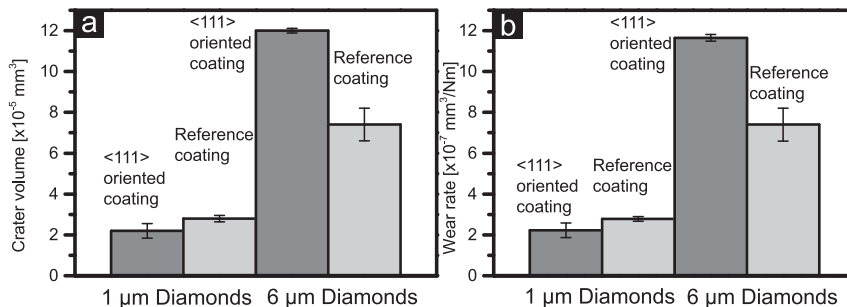 a
Crater volume [x10⁻⁵ mm³]
12
10
8
6
4
2
0
<111>
oriented
coating
Reference
coating
<111>
oriented
coating
Reference
coating
1 µm Diamonds
6 µm Diamonds
b
Wear rate [x10⁻⁷ mm³/Nm]
12
10
8
6
4
2
0
<111>
oriented
coating
Reference
coating
<111>
oriented
coating
Reference
coating
1 µm Diamonds
6 µm Diamonds